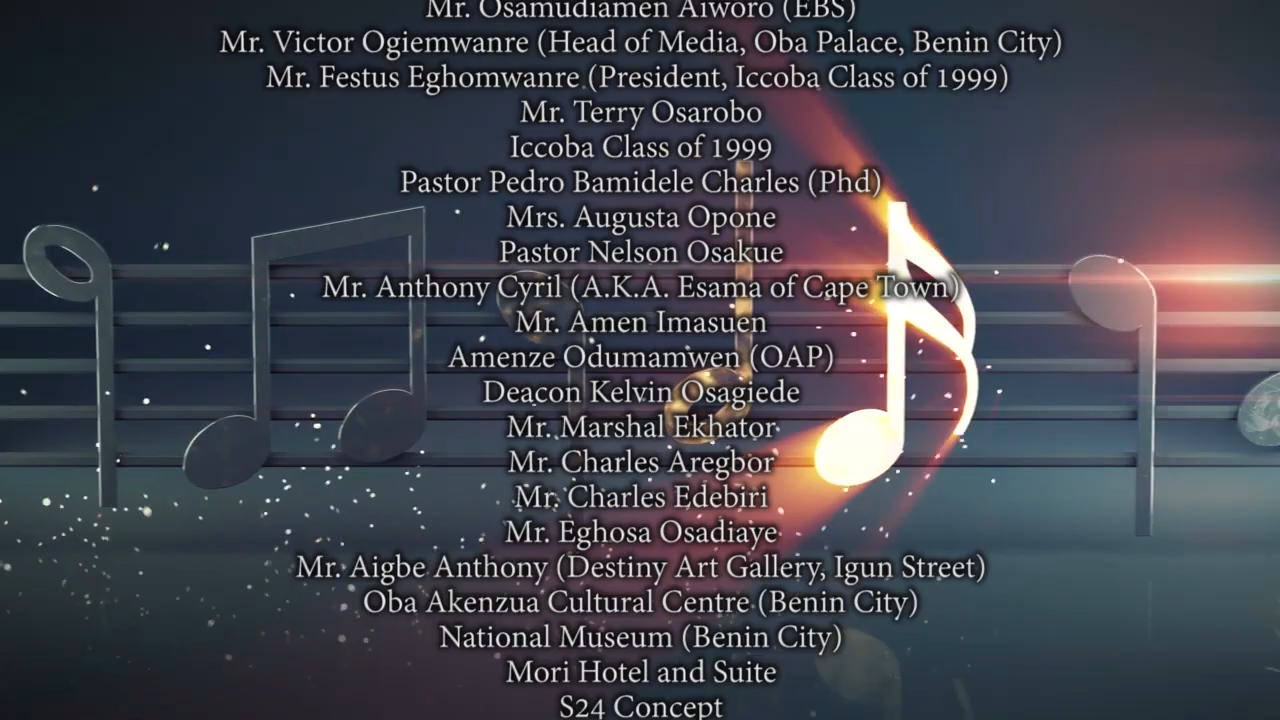 Mr. Osamudiamen Aiworo (EBS)
Mr. Victor Ogiemwanre (Head of Media, Oba Palace, Benin City)
Mr. Festus Eghomwanre (President, Iccoba Class of 1999)
Mr. Terry Osarobo
Iccoba Class of 1999
Pastor Pedro Bamidele Charles (Phd)
Mrs. Augusta Opone
Pastor Nelson Osakue
Mr. Anthony Cyril (A.K.A. Esama of Cape Town)
Mr. Amen Imasuen
Amenze Odumamwen (OAP)
Deacon Kelvin Osagiede
Mr. Marshal Ekhator
Mr. Charles Aregbor
Mr. Charles Edebiri
Mr. Eghosa Osadiaye
Mr. Aigbe Anthony (Destiny Art Gallery, Igun Street)
Oba Akenzua Cultural Centre (Benin City)
National Museum (Benin City)
Mori Hotel and Suite
S24 Concept